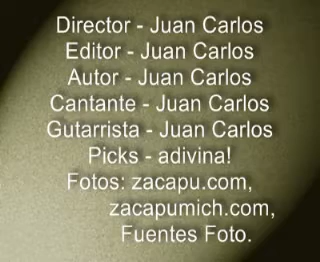 Director - Juan Carlos
Editor - Juan Carlos
Autor - Juan Carlos
Cantante - Juan Carlos
Gutarrista - Juan Carlos
Picks - adivina!
Fotos: zacapu.com,
zacapumich.com,
Fuentes Foto.